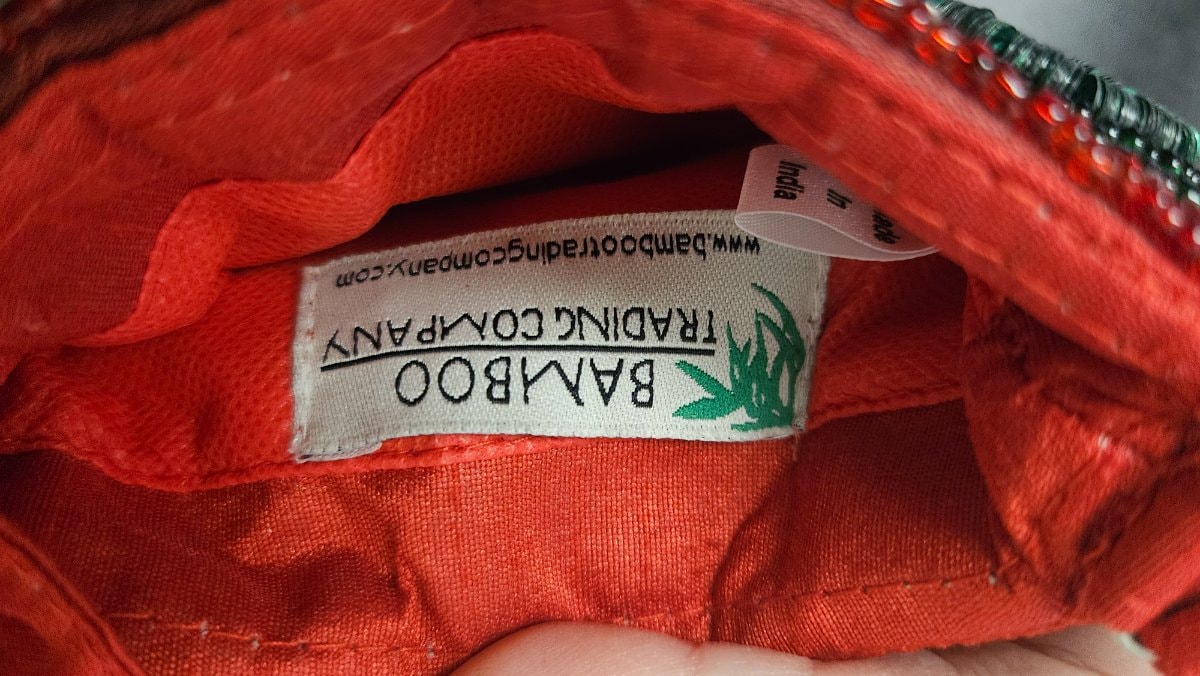 BAMBOO
TRADING COMPANY
www.bambootradingcompany.com
Made
In
India